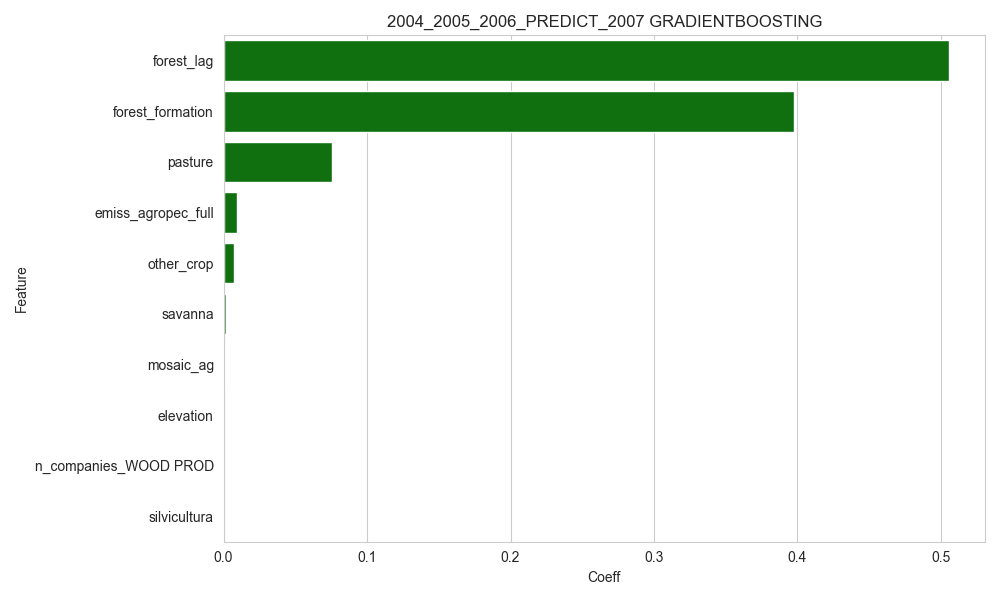 2004_2005_2006_PREDICT_2007 GRADIENTBOOSTING
forest_lag
forest_formation
pasture
emiss_agropec_full
other_crop
savanna
mosaic_ag
elevation
n_companies_WOOD PROD
silvicultura
Feature
0.0 0.1 0.2 0.3 0.4 0.5
Coeff